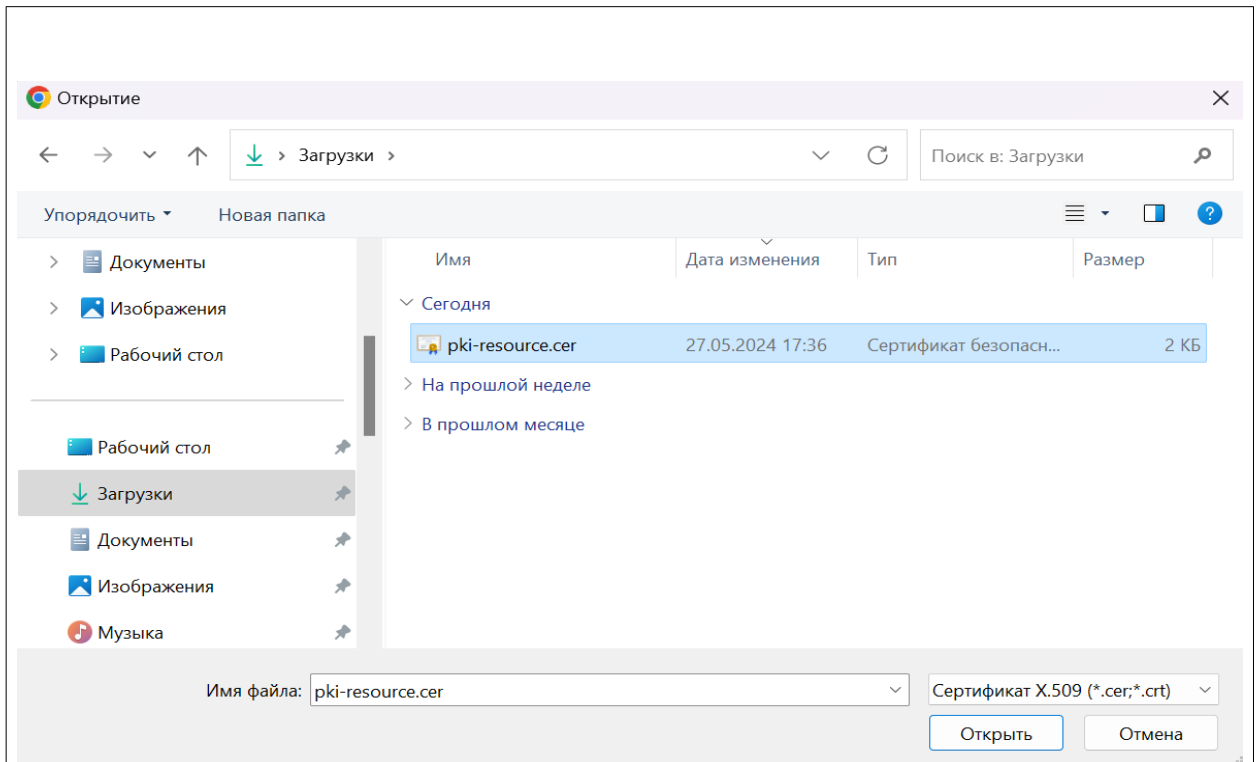 Открытие
Загрузки
Поиск в: Загрузки
Упорядочить
Новая папка
Документы
Изображения
Рабочий стол
Рабочий стол
Загрузки
Документы
Изображения
Музыка
Имя Дата изменения Тип Размер
Сегодня
pki-resource.cer 27.05.2024 17:36 Сертификат безопасн... 2 КБ
На прошлой неделе
В прошлом месяце
Имя файла: pki-resource.cer Сертификат X.509 (*.cer;*.crt)
Открыть Отмена